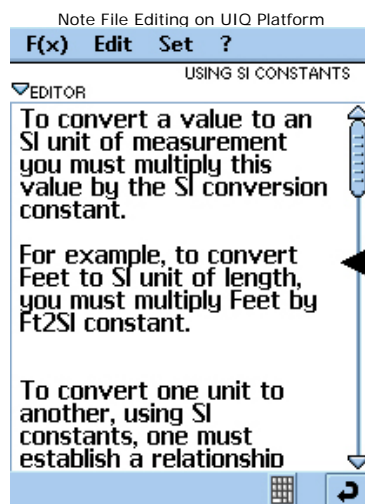 Note File Editing on UIQ Platform
F(x) Edit Set ?
USING SI CONSTANTS
EDITOR
To convert a value to an
SI unit of measurement
you must multiply this
value by the SI conversion
constant.
For example, to convert
Feet to SI unit of length,
you must multiply Feet by
Ft2SI constant.
To convert one unit to
another, using SI
constants, one must
establish a relationship